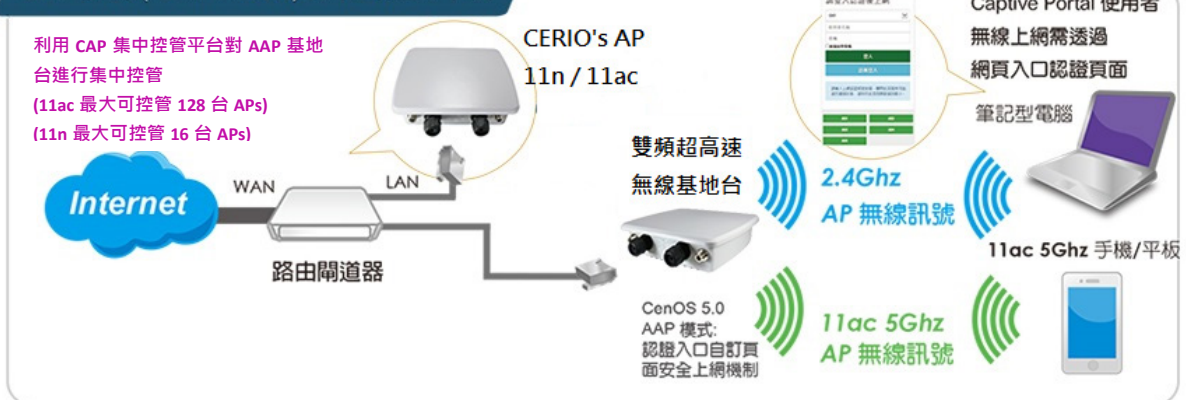 利用 CAP 集中控管平台對 AAP 基地
台進行集中控管
(11ac 最大可控管 128 台 APs)
(11n 最大可控管 16 台 APs)
CERIO's AP
11n / 11ac
Captive Portal 使用者
無線上網需透過
網頁入口認證頁面
筆記型電腦
Internet
WAN
LAN
路由閘道器
雙頻超高速
無線基地台
2.4Ghz
AP 無線訊號
11ac 5Ghz 手機/平板
CenOS 5.0
AAP 模式:
認證入口自訂頁
面安全上網機制
11ac 5Ghz
AP 無線訊號